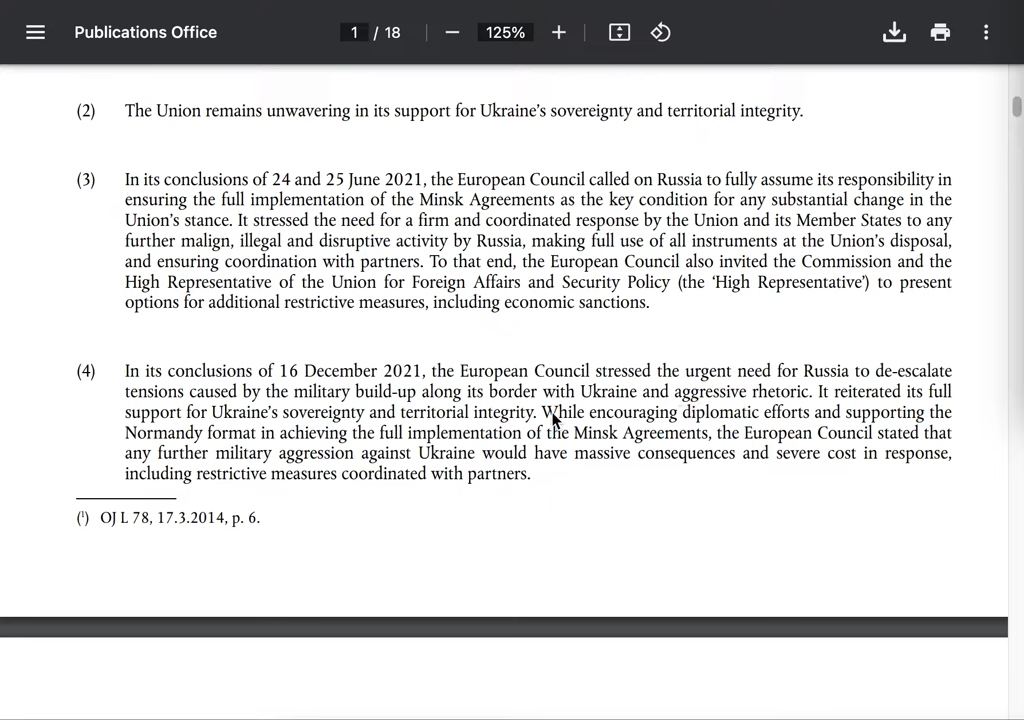 Publications Office
1 / 18
125%
(2) The Union remains unwavering in its support for Ukraine’s sovereignty and territorial integrity.
(3) In its conclusions of 24 and 25 June 2021, the European Council called on Russia to fully assume its responsibility in
ensuring the full implementation of the Minsk Agreements as the key condition for any substantial change in the
Union’s stance. It stressed the need for a firm and coordinated response by the Union and its Member States to any
further malign, illegal and disruptive activity by Russia, making full use of all instruments at the Union’s disposal,
and ensuring coordination with partners. To that end, the European Council also invited the Commission and the
High Representative of the Union for Foreign Affairs and Security Policy (the ‘High Representative’) to present
options for additional restrictive measures, including economic sanctions.
(4) In its conclusions of 16 December 2021, the European Council stressed the urgent need for Russia to de-escalate
tensions caused by the military build-up along its border with Ukraine and aggressive rhetoric. It reiterated its full
support for Ukraine’s sovereignty and territorial integrity. While encouraging diplomatic efforts and supporting the
Normandy format in achieving the full implementation of the Minsk Agreements, the European Council stated that
any further military aggression against Ukraine would have massive consequences and severe cost in response,
including restrictive measures coordinated with partners.
(¹) OJ L 78, 17.3.2014, p. 6.